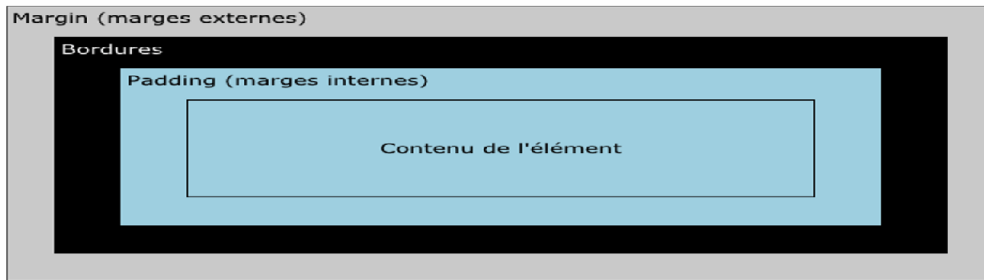 Margin (marges externes)
Bordures
Padding (marges internes)
Contenu de l'élément